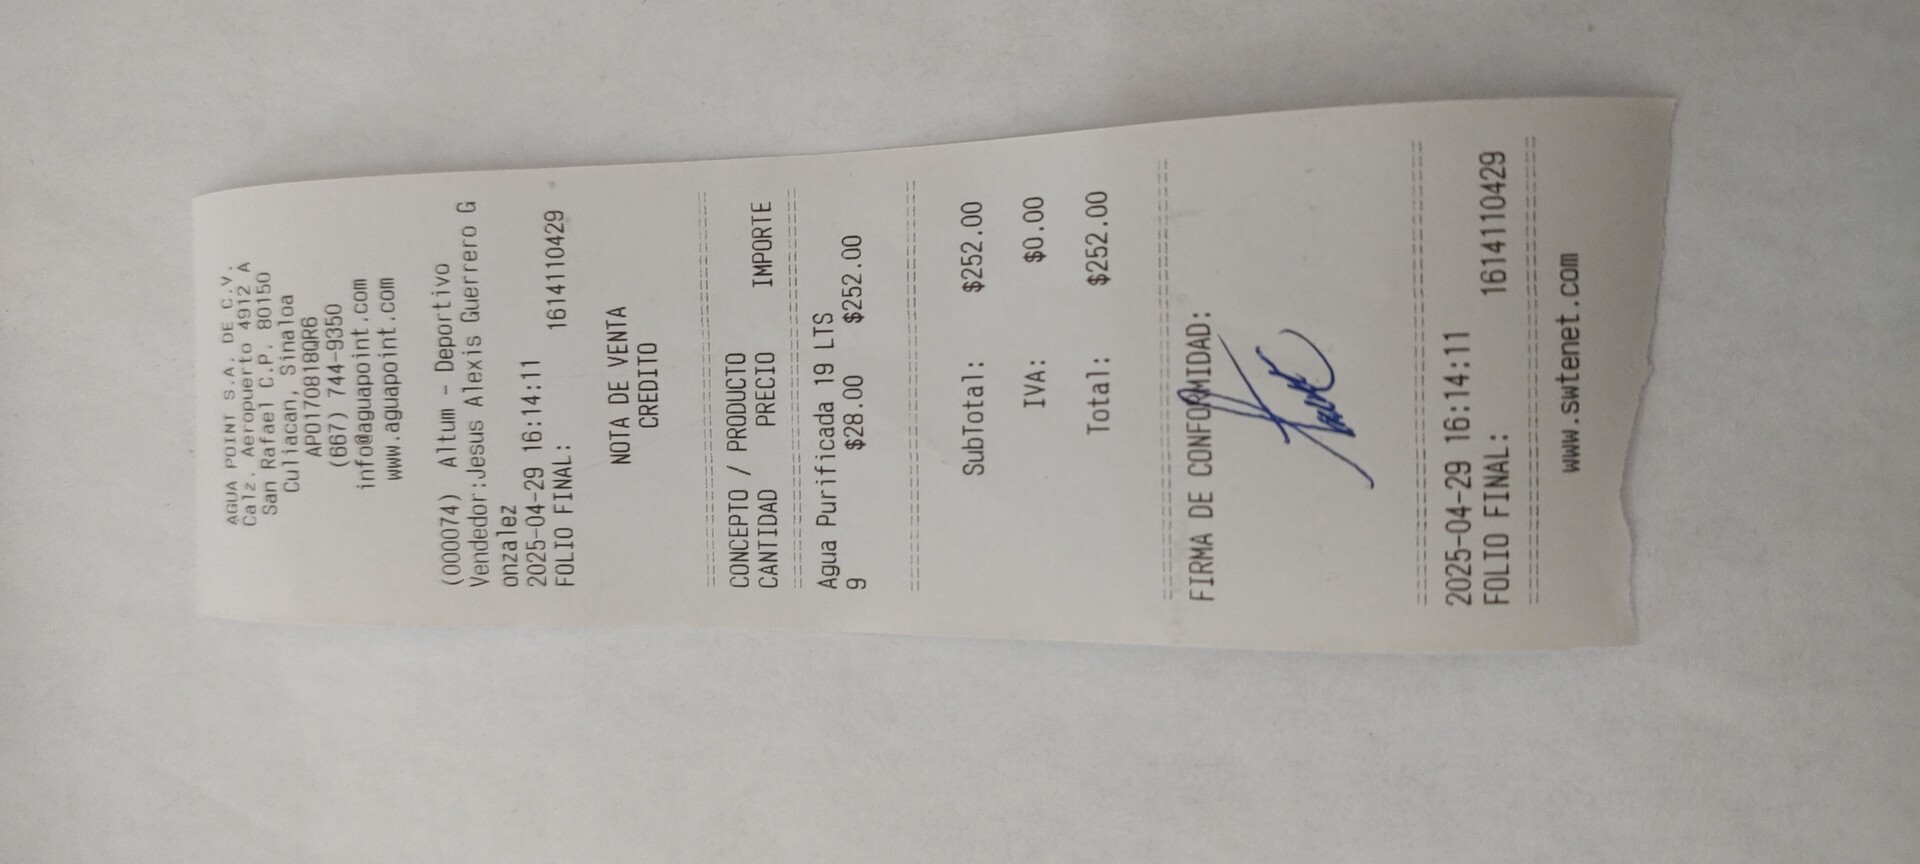 AGUA POINT S.A. DE C.V.
Calz. Aeropuerto 4912 A
San Rafael C.P. 80150
Culiacan, Sinaloa
APO170818QR6
(667) 744-9350
info@aguapoint.com
www.aguapoint.com
(000074) Altum - Deportivo
Vendedor:Jesus Alexis Guerrero G
onzalez
2025-04-29 16:14:11
FOLIO FINAL: 1614110429
NOTA DE VENTA
CREDITO
CONCEPTO / PRODUCTO
CANTIDAD PRECIO IMPORTE
Agua Purificada 19 LTS
9 $28.00 $252.00
SubTotal: $252.00
IVA: $0.00
Total: $252.00
FIRMA DE CONFORMIDAD:
2025-04-29 16:14:11
FOLIO FINAL: 1614110429
www.swtenet.com